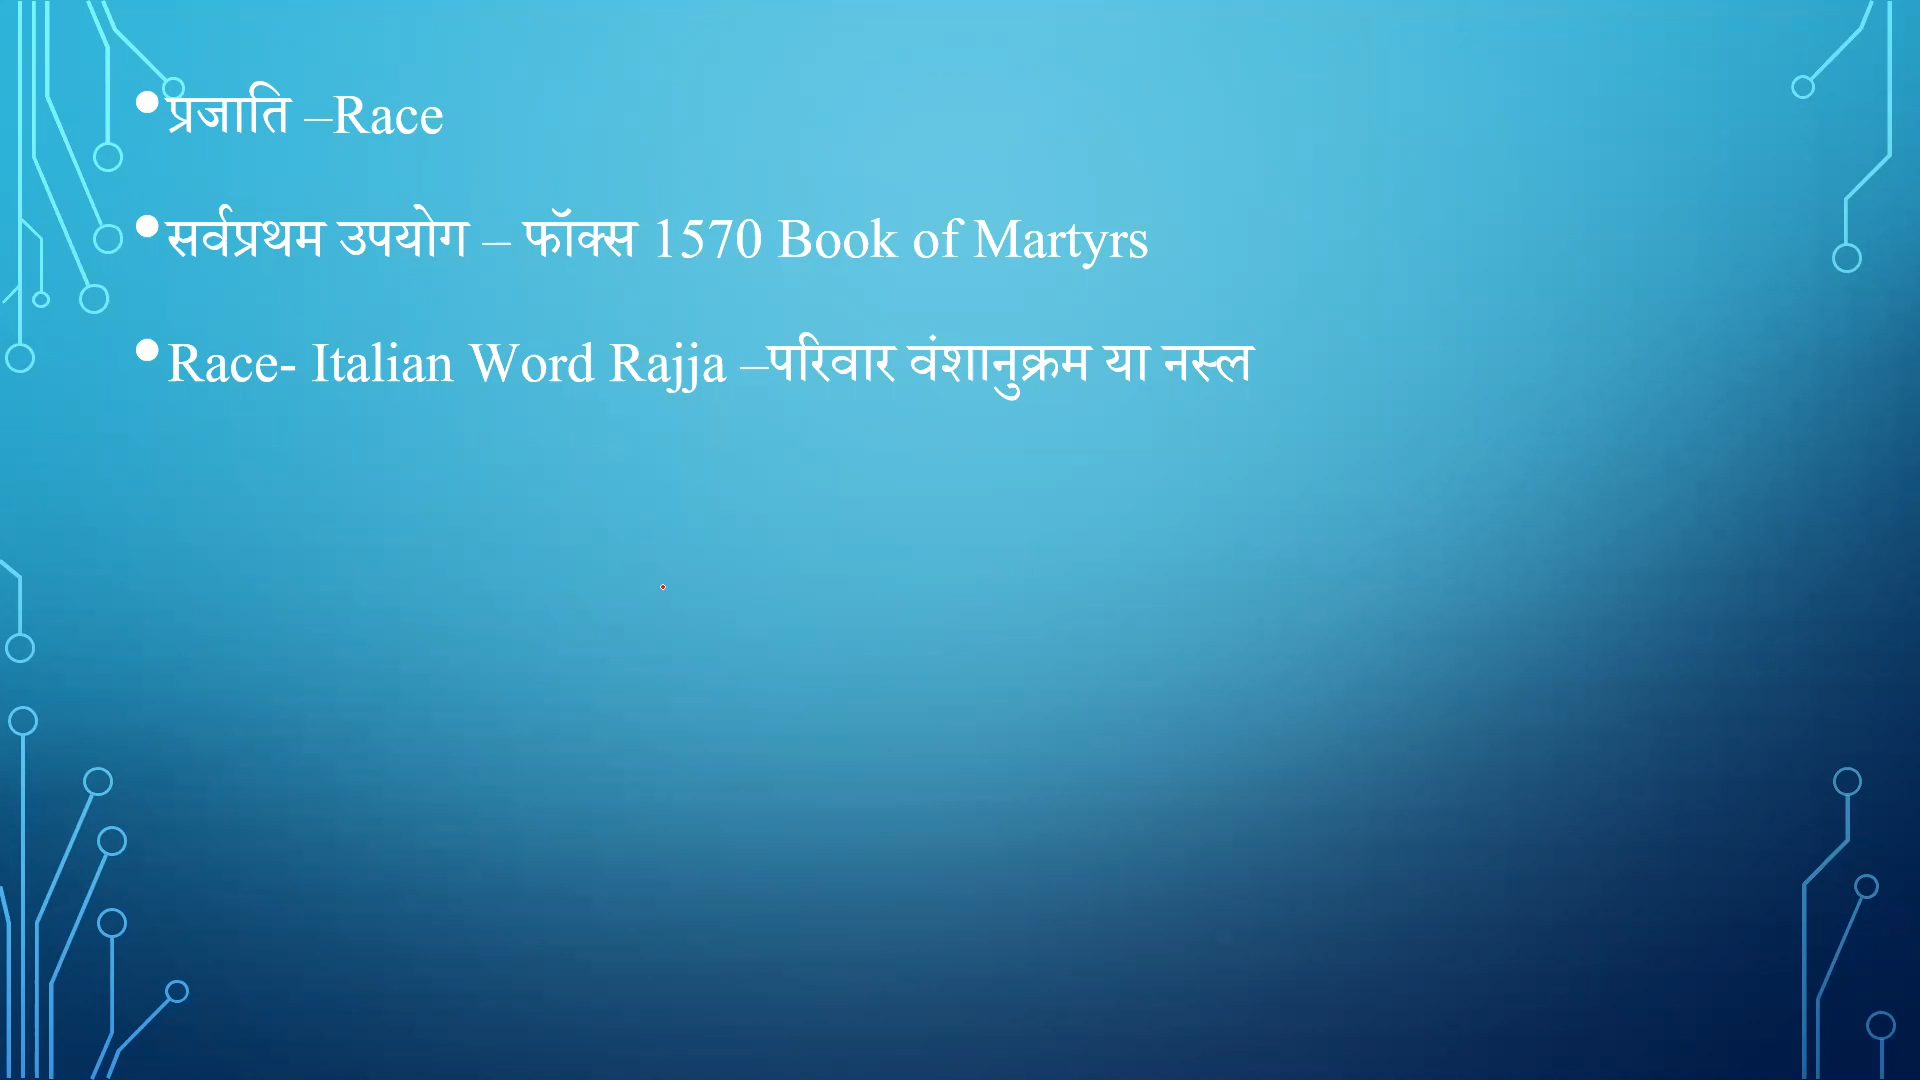 •प्रजाति –Race
•सर्वप्रथम उपयोग – फॉक्स 1570 Book of Martyrs
•Race- Italian Word Rajja –परिवार वंशानुक्रम या नस्ल